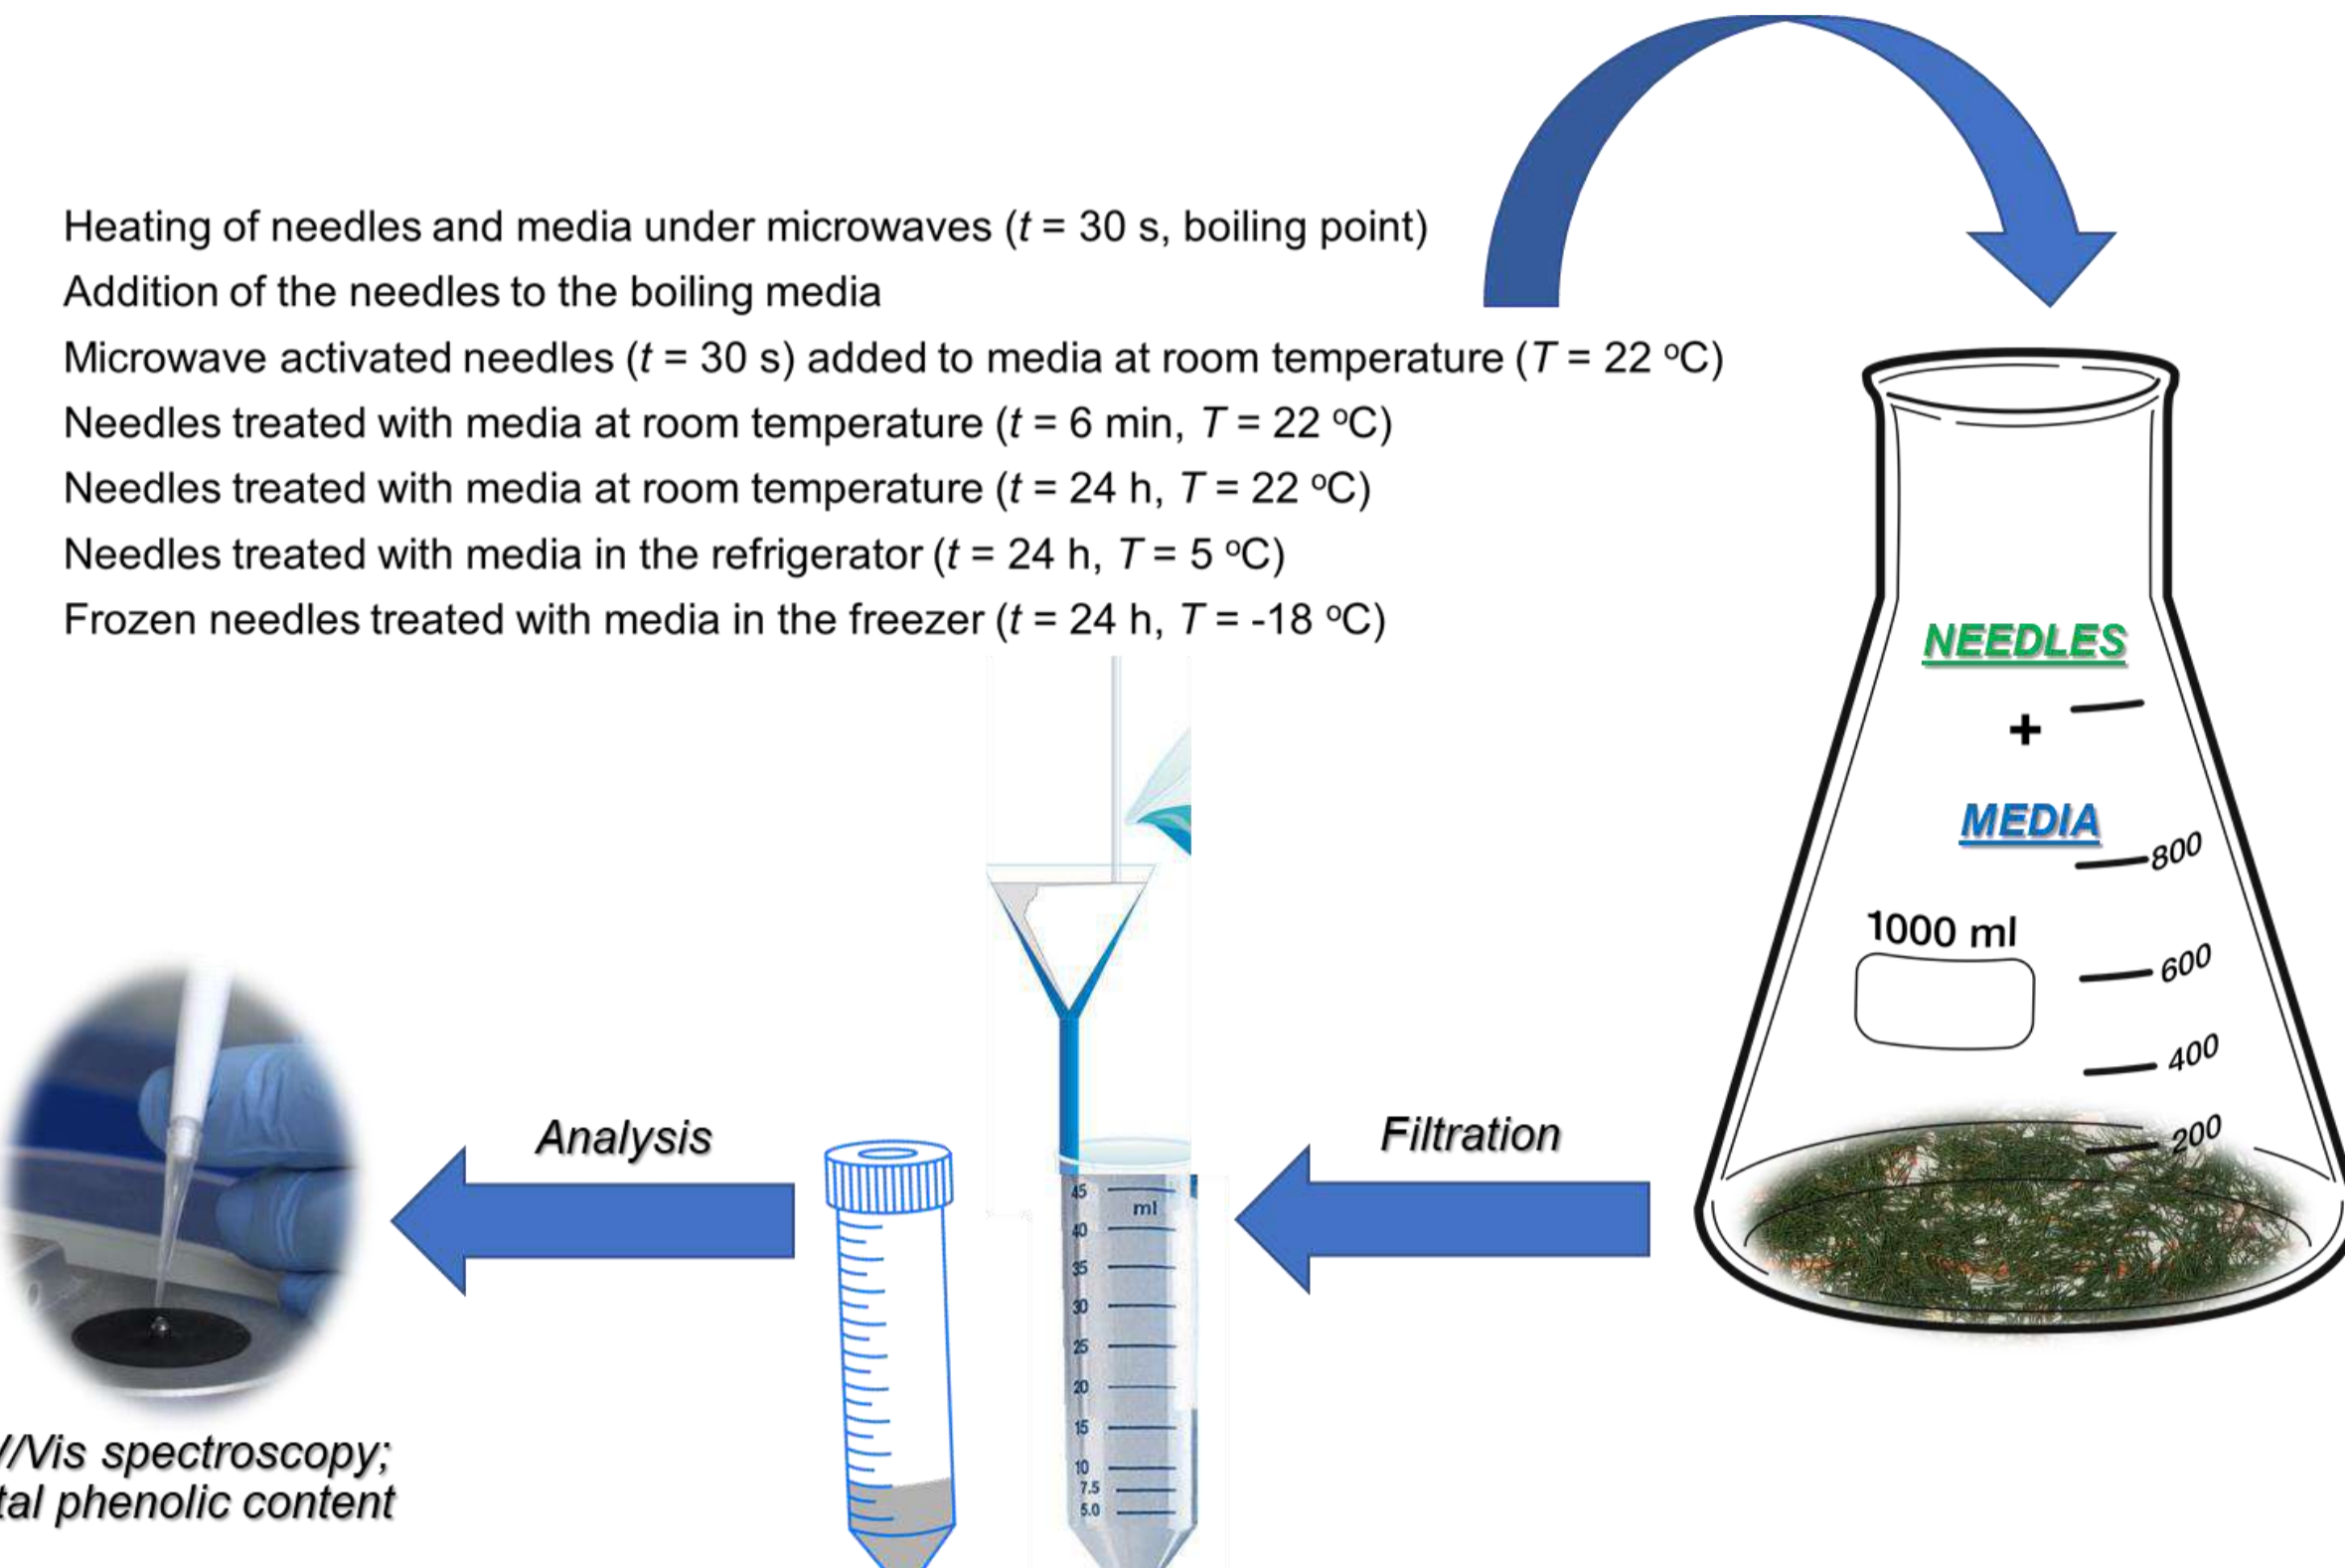 Heating of needles and media under microwaves (t = 30 s, boiling point)
Addition of the needles to the boiling media
Microwave activated needles (t = 30 s) added to media at room temperature (T = 22 ºC)
Needles treated with media at room temperature (t = 6 min, T = 22 ºC)
Needles treated with media at room temperature (t = 24 h, T = 22 ºC)
Needles treated with media in the refrigerator (t = 24 h, T = 5 ºC)
Frozen needles treated with media in the freezer (t = 24 h, T = -18 ºC)
NEEDLES
+
MEDIA
800
1000 ml
600
400
200
Filtration
Analysis
45
ml
40
35
30
25
20
15
10
7.5
5.0
/Vis spectroscopy;
tal phenolic content